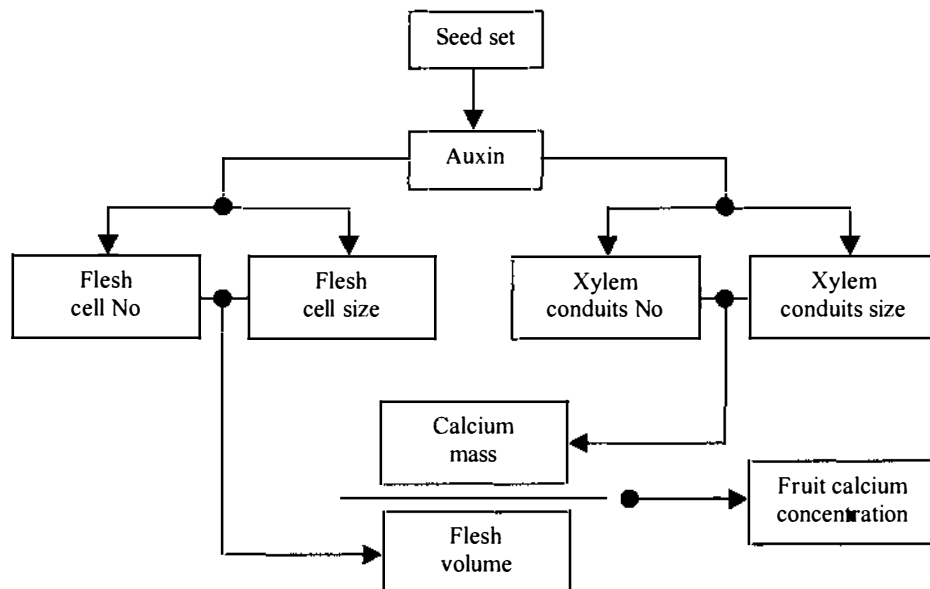 Seed set
Auxin
Flesh
cell No
Flesh
cell size
Xylem
conduits No
Xylem
conduits size
Calcium
mass
Fruit calcium
concentration
Flesh
volume